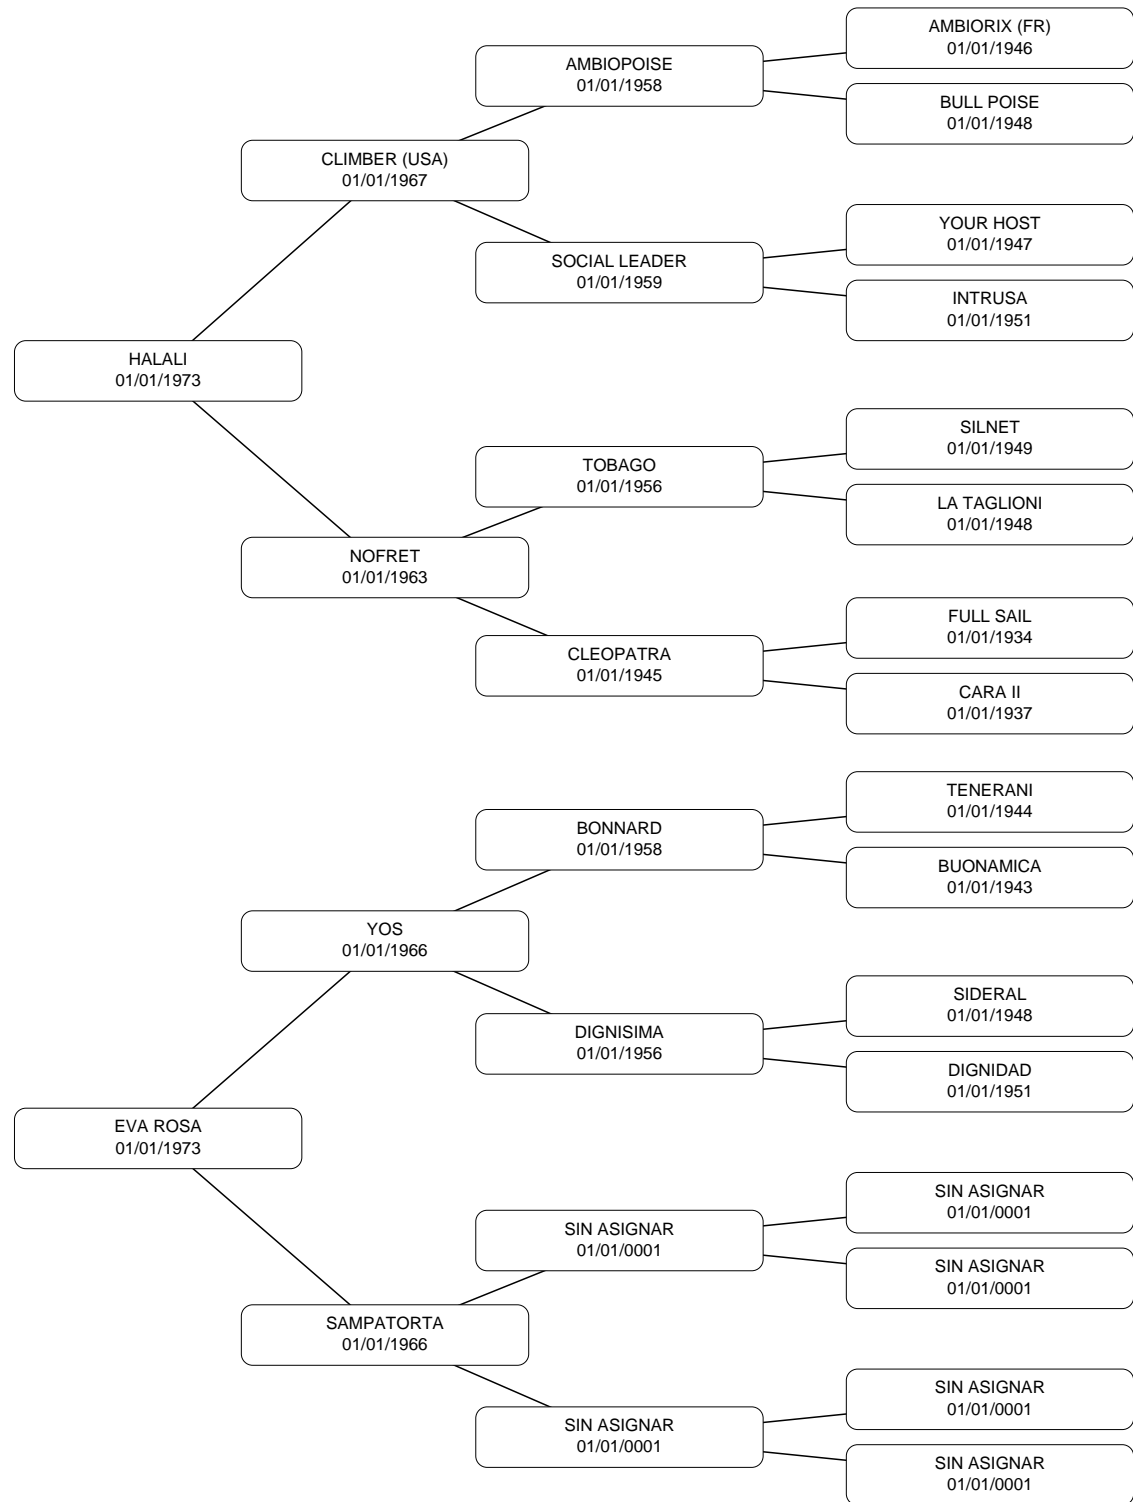 AMBIORIX (FR)
01/01/1946
AMBIOPOISE
01/01/1958
BULL POISE
01/01/1948
CLIMBER (USA)
01/01/1967
YOUR HOST
01/01/1947
SOCIAL LEADER
01/01/1959
INTRUSA
01/01/1951
HALALI
01/01/1973
SILNET
01/01/1949
TOBAGO
01/01/1956
LA TAGLIONI
01/01/1948
NOFRET
01/01/1963
FULL SAIL
01/01/1934
CLEOPATRA
01/01/1945
CARA II
01/01/1937
TENERANI
01/01/1944
BONNARD
01/01/1958
BUONAMICA
01/01/1943
YOS
01/01/1966
SIDERAL
01/01/1948
DIGNISIMA
01/01/1956
DIGNIDAD
01/01/1951
EVA ROSA
01/01/1973
SIN ASIGNAR
01/01/0001
SIN ASIGNAR
01/01/0001
SIN ASIGNAR
01/01/0001
SAMPATORTA
01/01/1966
SIN ASIGNAR
01/01/0001
SIN ASIGNAR
01/01/0001
SIN ASIGNAR
01/01/0001